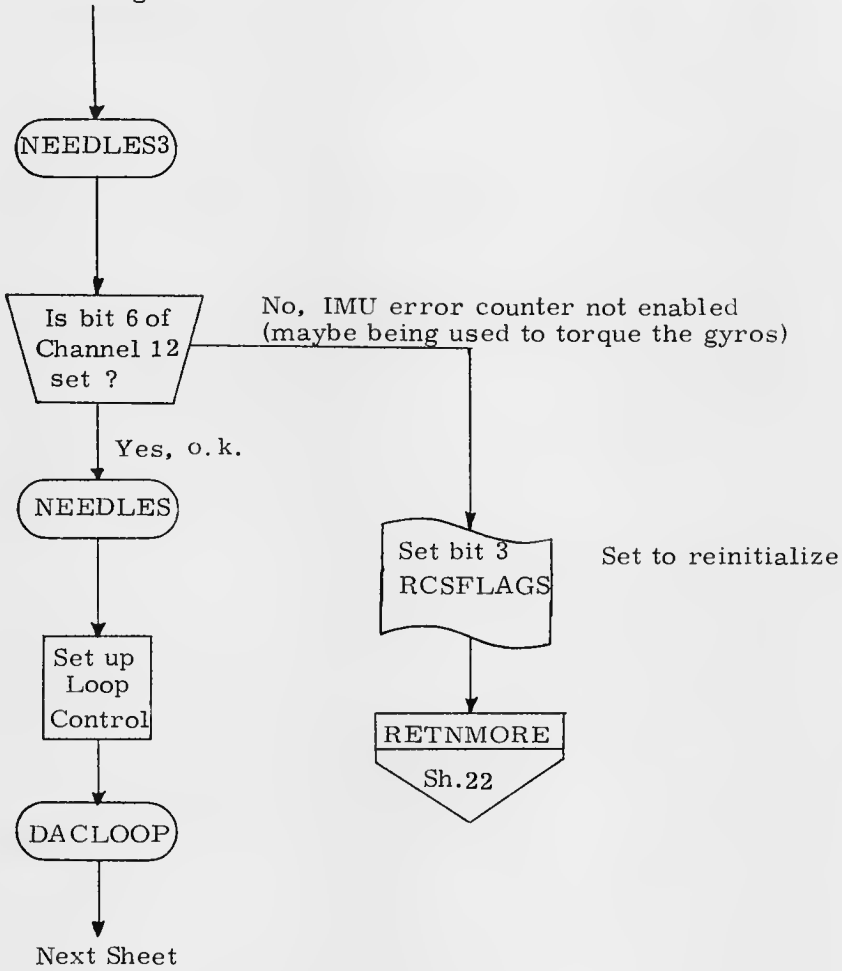 NEEDLES3
Is bit 6 of
Channel 12
set ?
No, IMU error counter not enabled
(maybe being used to torque the gyros)
Yes, o.k.
NEEDLES
Set bit 3
RCSFLAGS
Set to reinitialize
Set up
Loop
Control
RETNMORE
Sh.22
DACLOOP
Next Sheet